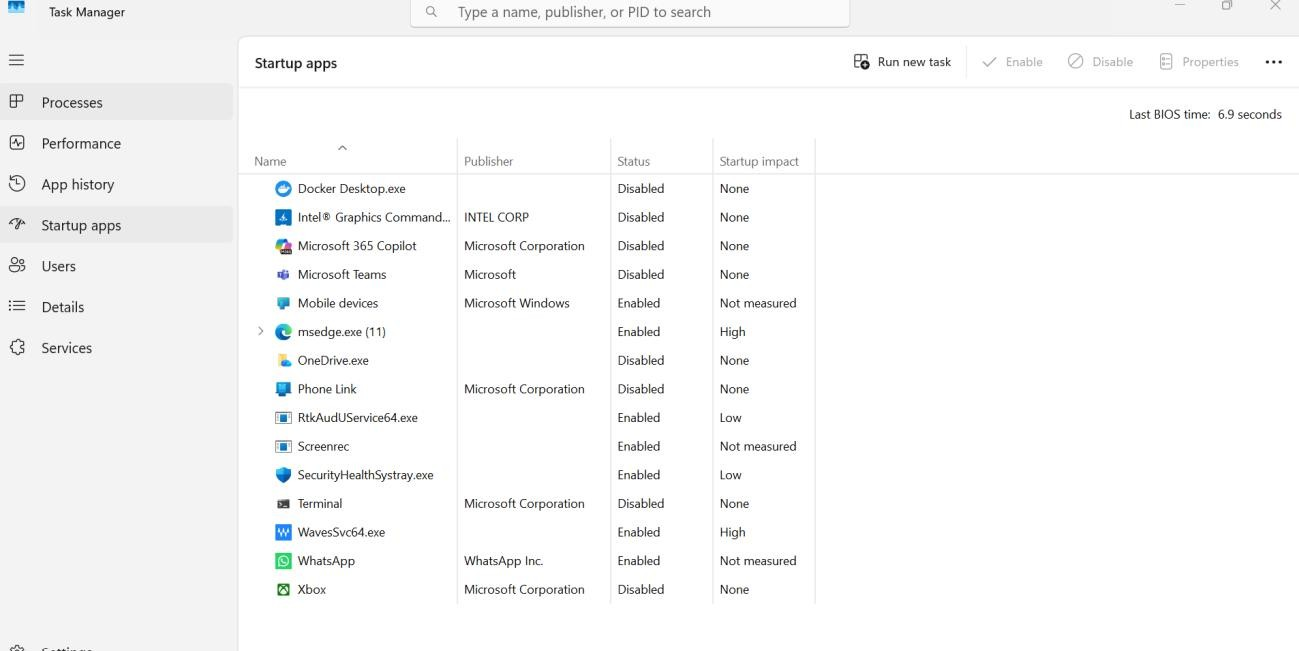 Task Manager
Type a name, publisher, or PID to search
Startup apps
Run new task
Enable
Disable
Properties
Processes
Performance
App history
Startup apps
Users
Details
Services
Last BIOS time: 6.9 seconds
Name Publisher Status Startup impact
Docker Desktop.exe Disabled None
Intel® Graphics Command... INTEL CORP Disabled None
Microsoft 365 Copilot Microsoft Corporation Disabled None
Microsoft Teams Microsoft Disabled None
Mobile devices Microsoft Windows Enabled Not measured
msedge.exe (11) Enabled High
OneDrive.exe Disabled None
Phone Link Microsoft Corporation Disabled None
RtkAudUService64.exe Enabled Low
Screenrec Enabled Not measured
SecurityHealthSystray.exe Enabled Low
Terminal Microsoft Corporation Disabled None
WavesSvc64.exe Enabled High
WhatsApp WhatsApp Inc. Enabled Not measured
Xbox Microsoft Corporation Disabled None
Settings